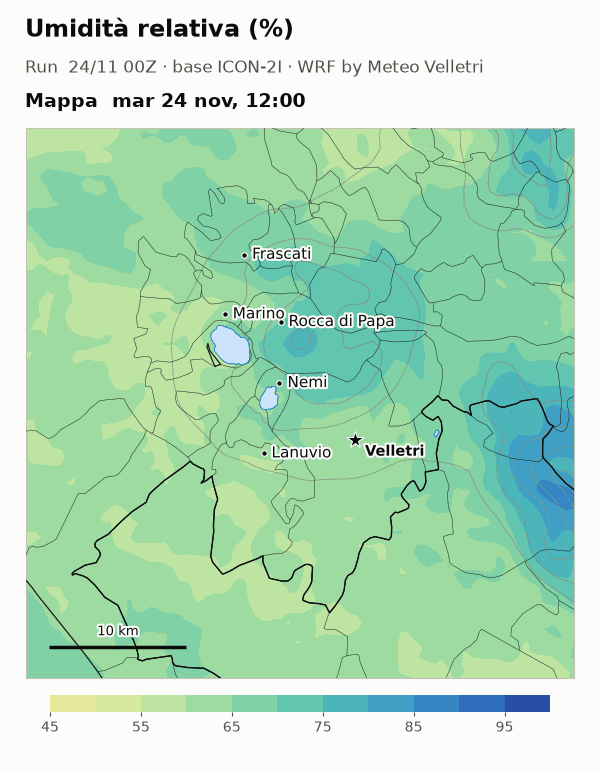 Umidità relativa (%)
Run  24/11 00Z · base ICON-2I · WRF by Meteo Velletri
Mappa  mar 24 nov, 12:00
Frascati
Marino
Rocca di Papa
Nemi
Velletri
Lanuvio
10 km
45 55 65 75 85 95